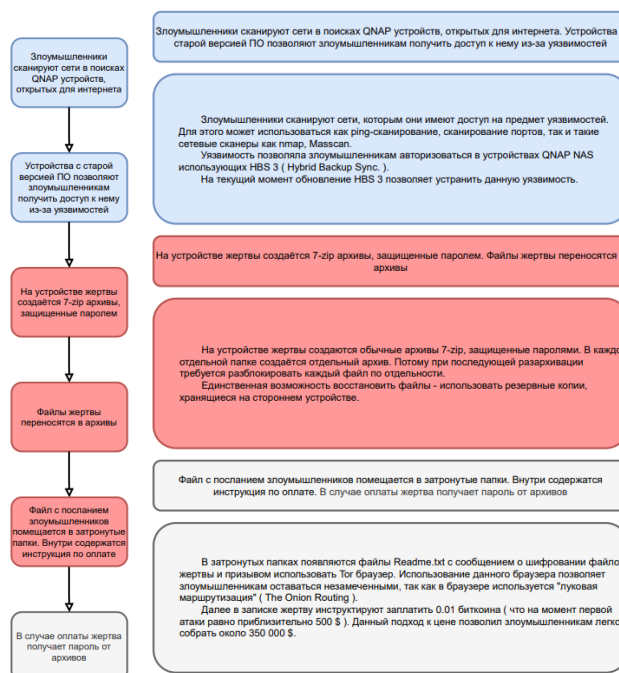 Злоумышленники
сканируют сети в поисках
QNAP устройств,
открытых для интернета
Устройства с старой
версией ПО позволяют
злоумышленникам
получить доступ к нему
из-за уязвимостей
На устройстве жертвы
создаётся 7-zip архивы,
защищенные паролем
Файлы жертвы
переносятся в архивы
Файл с посланием
злоумышленников
помещается в затронутые
папки. Внутри содержатся
инструкция по оплате
В случае оплаты жертва
получает пароль от
архивов
Злоумышленники сканируют сети в поисках QNAP устройств, открытых для интернета. Устройства
старой версией ПО позволяют злоумышленникам получить доступ к нему из-за уязвимостей
Злоумышленники сканируют сети, которым они имеют доступ на предмет уязвимостей.
Для этого может использоваться как ping-сканирование, сканирование портов, так и такие
сетевые сканеры как nmap, Masscan.
Уязвимость позволяла злоумышленникам авторизоваться в устройствах QNAP NAS
использующих HBS 3 ( Hybrid Backup Sync. ).
На текущий момент обновление HBS 3 позволяет устранить данную уязвимость.
На устройстве жертвы создаётся 7-zip архивы, защищенные паролем. Файлы жертвы переносятся
архивы
На устройстве жертвы создаются обычные архивы 7-zip, защищенные паролями. В каждо
отдельной папке создаётся отдельный архив. Потому при последующей разархивации
требуется разблокировать каждый файл по отдельности.
Единственная возможность восстановить файлы - использовать резервные копии,
хранящиеся на стороннем устройстве.
Файл с посланием злоумышленников помещается в затронутые папки. Внутри содержатся
инструкция по оплате. В случае оплаты жертва получает пароль от архивов
В затронутых папках появляются файлы Readme.txt с сообщением о шифровании файло
жертвы и призывом использовать Tor браузер. Использование данного браузера позволяет
злоумышленникам оставаться незамеченными, так как в браузере используется "луковая
маршрутизация" ( The Onion Routing ).
Далее в записке жертву инструктируют заплатить 0.01 биткоина ( что на момент первой
атаки равно приблизительно 500 $ ). Данный подход к цене позволил злоумышленникам легко
собрать около 350 000 $.